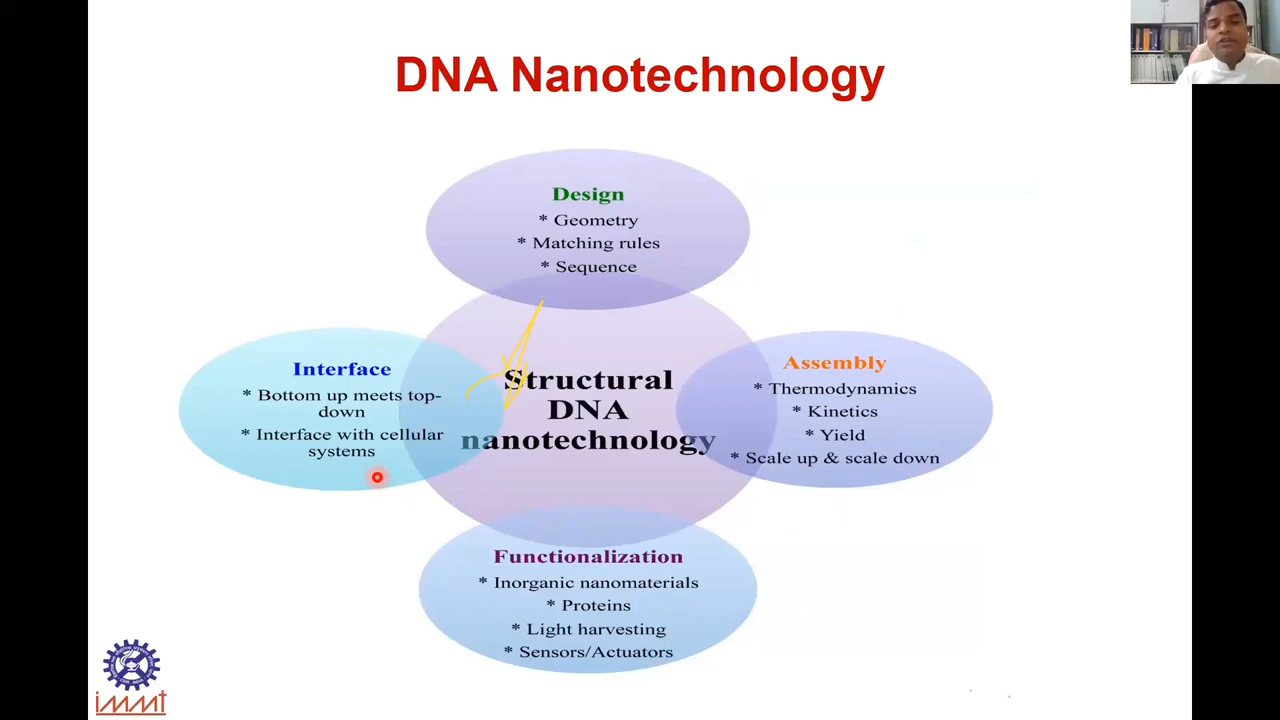 DNA Nanotechnology
Design
* Geometry
* Matching rules
* Sequence
Interface
* Bottom up meets top-
down
* Interface with cellular
systems
Structural
DNA
nanotechnology
Assembly
* Thermodynamics
* Kinetics
* Yield
* Scale up & scale down
Functionalization
* Inorganic nanomaterials
* Proteins
* Light harvesting
* Sensors/Actuators
immt